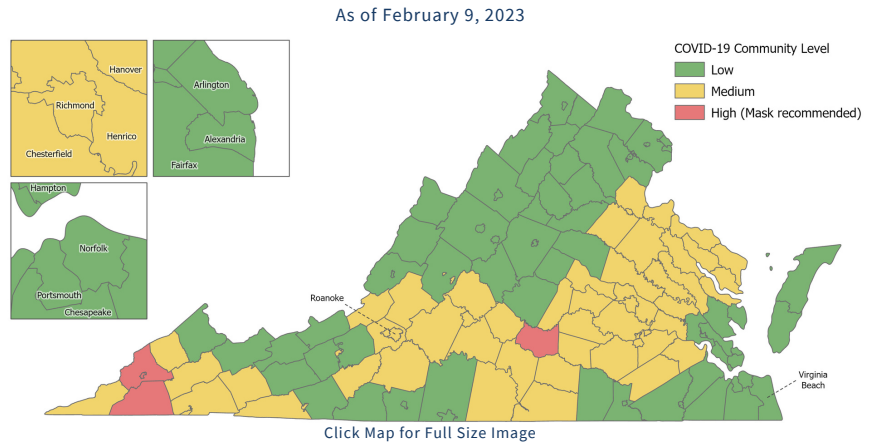 As of February 9, 2023
Hanover
Richmond
Henrico
Chesterfield
Arlington
Alexandria
Fairfax
Hampton
Norfolk
Portsmouth
Chesapeake
COVID-19 Community Level
Low
Medium
High (Mask recommended)
Roanoke
Virginia
Beach
Click Map for Full Size Image